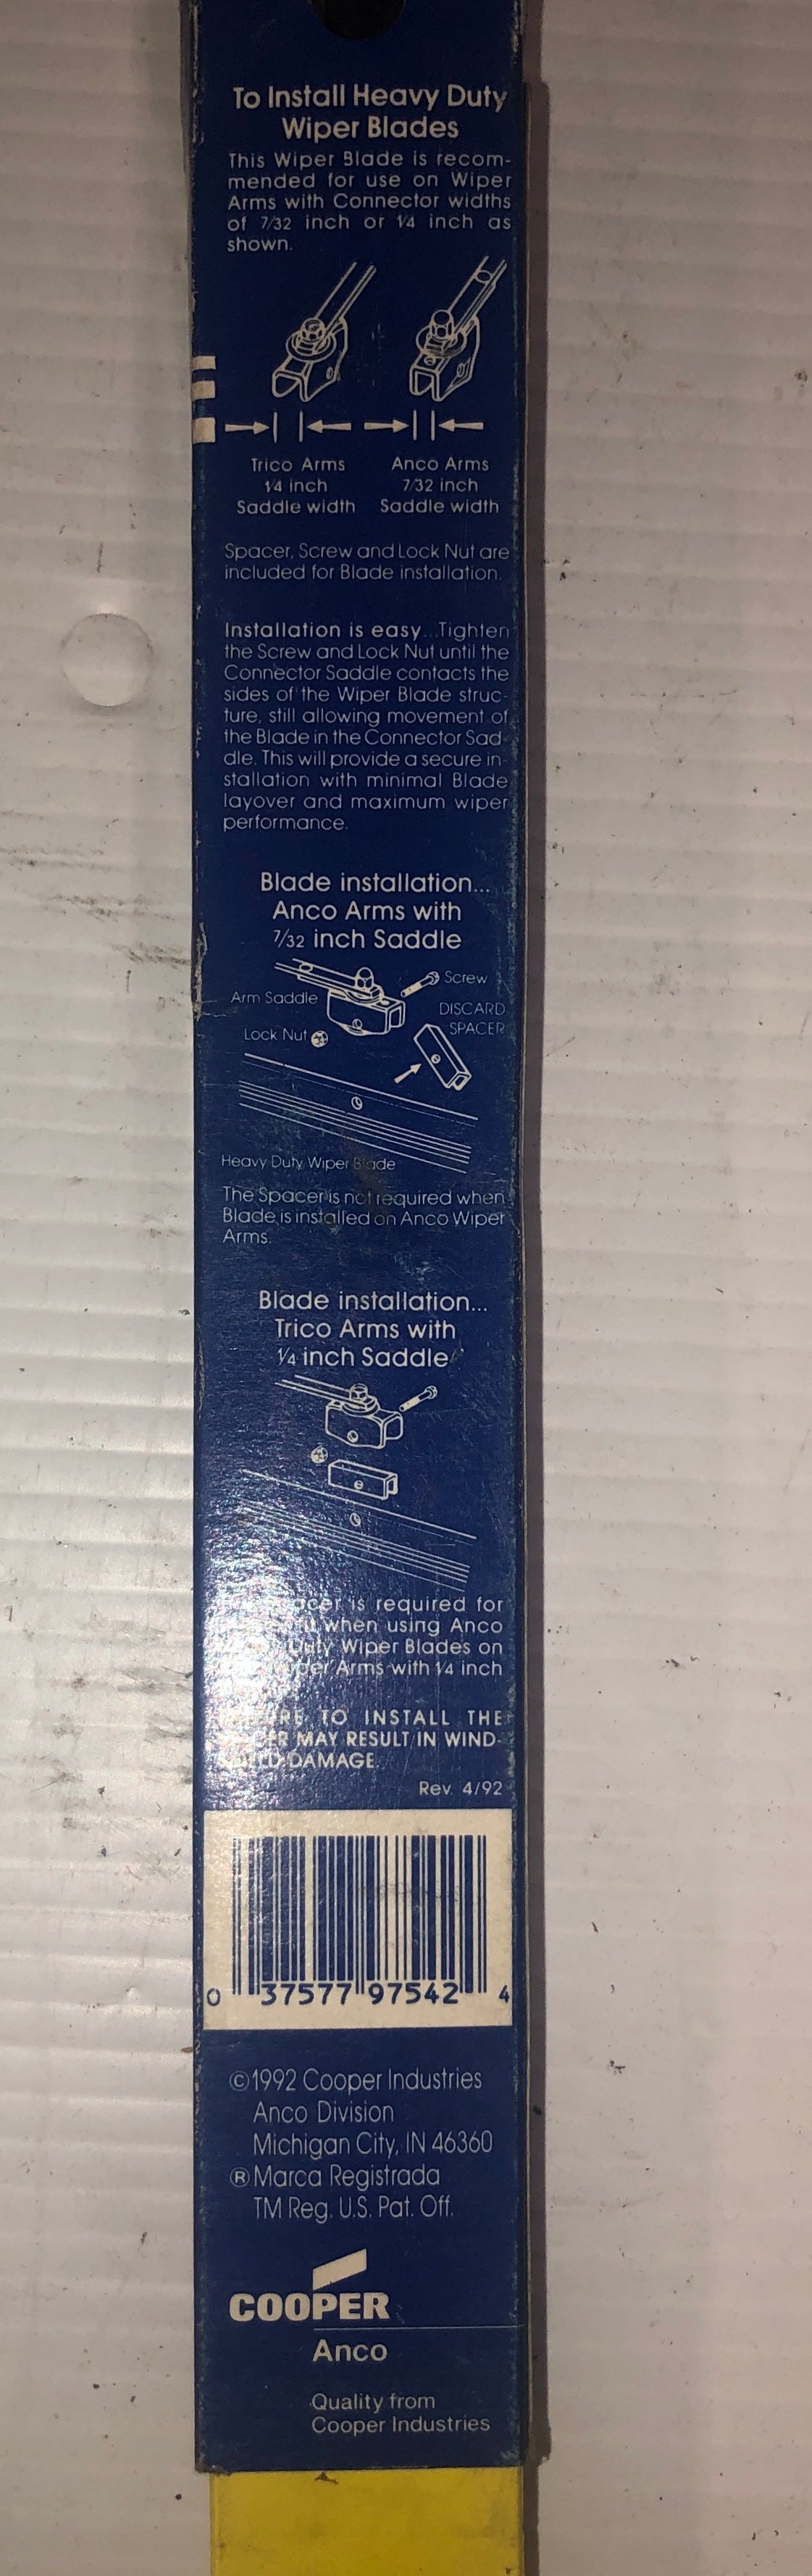 To Install Heavy Duty
Wiper Blades
This Wiper Blade is recom-
mended for use on Wiper
Arms with Connector widths
of 7/32 inch or 1/4 inch as
shown.
Trico Arms
1/4 inch
Saddle width
Anco Arms
7/32 inch
Saddle width
Spacer, Screw and Lock Nut are
included for Blade installation.
Installation is easy...Tighten
the Screw and Lock Nut until the
Connector Saddle contacts the
sides of the Wiper Blade struc-
ture, still allowing movement of
the Blade in the Connector Sad-
dle. This will provide a secure in-
stallation with minimal Blade
layover and maximum wiper
performance.
Blade installation...
Anco Arms with
7/32 inch Saddle
Screw
Arm Saddle
DISCARD
SPACER
Lock Nut
Heavy Duty Wiper Blade
The Spacer is not required when
Blade is installed on Anco Wiper
Arms.
Blade installation...
Trico Arms with
1/4 inch Saddle
is required for
when using Anco
Duty Wiper Blades on
Arms with 1/4 inch
TO INSTALL THE
MAY RESULT IN WIND-
DAMAGE.
Rev. 4/92
0 37577 97542 4
©1992 Cooper Industries
Anco Division
Michigan City, IN 46360
® Marca Registrada
TM Reg. U.S. Pat. Off.
COOPER
Anco
Quality from
Cooper Industries